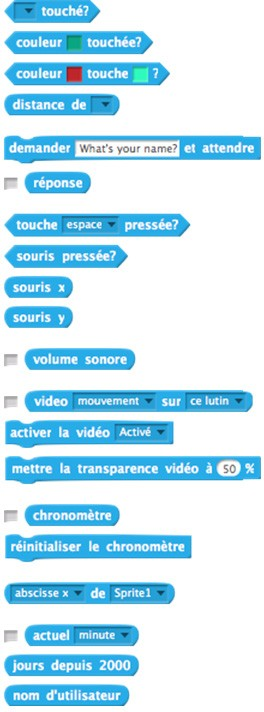 touché?
couleur touchée?
couleur touche ?
distance de
demander What's your name? et attendre
réponse
touche espace pressée?
souris pressée?
souris x
souris y
volume sonore
video mouvement sur ce lutin
activer la vidéo Activé
mettre la transparence vidéo à 50 %
chronomètre
réinitialiser le chronomètre
abscisse x de Sprite1
actuel minute
jours depuis 2000
nom d'utilisateur